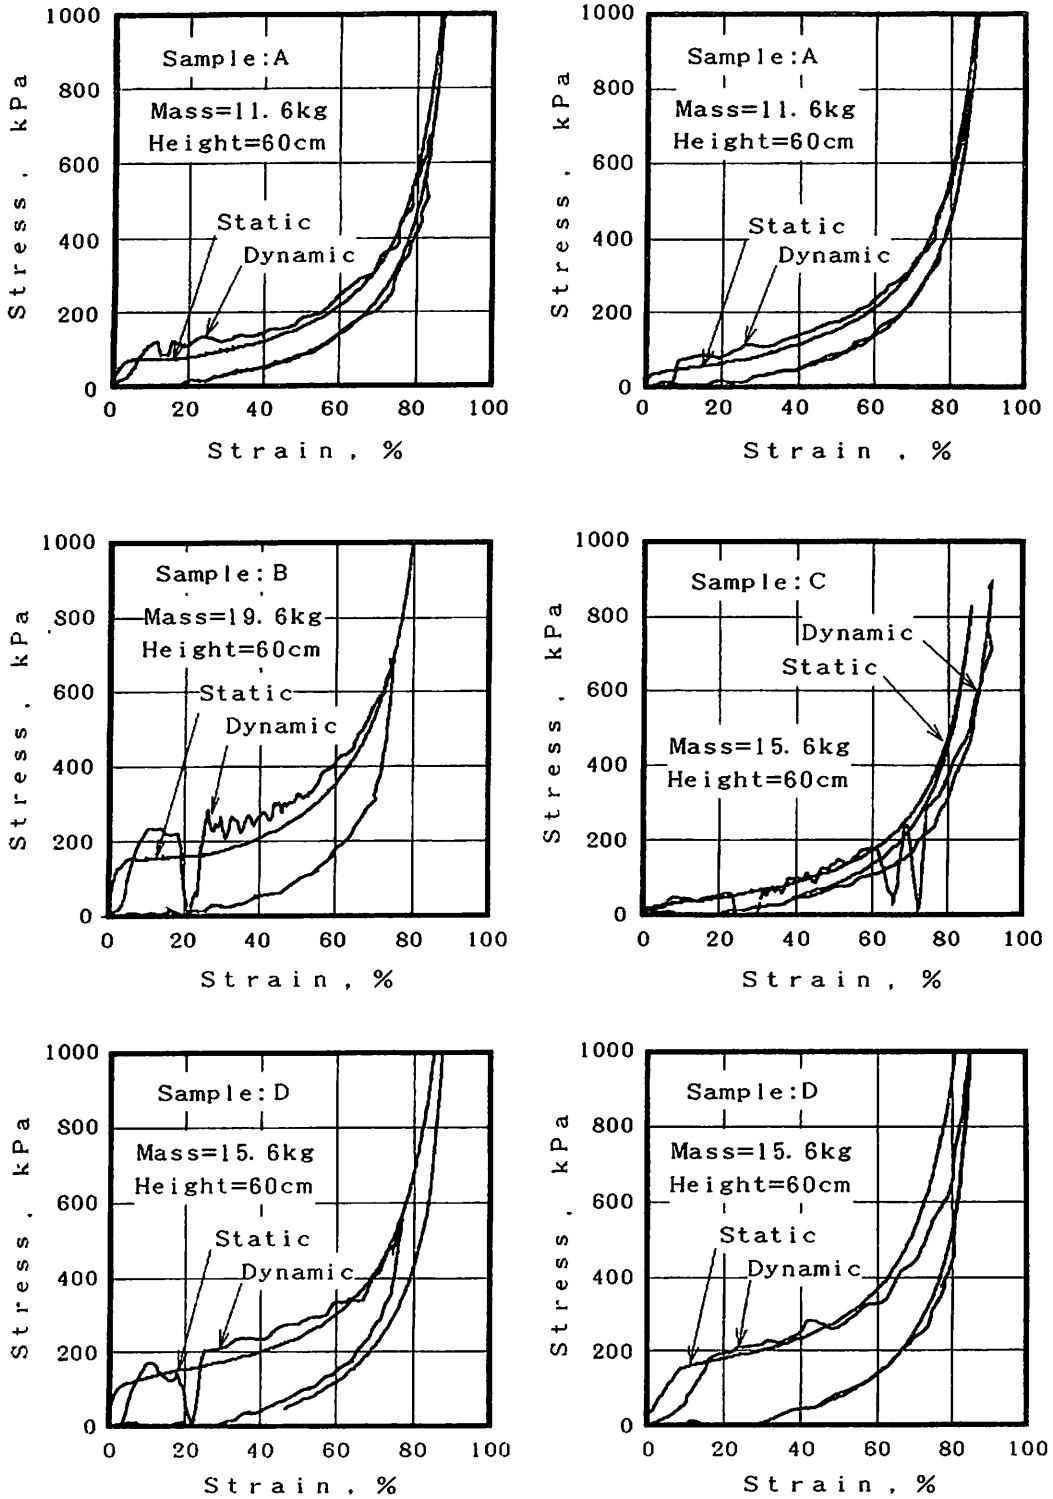 1000
800
600
400
200
0
Stress, kPa
Sample:A
Mass=11.6kg
Height=60cm
Static
Dynamic
0 20 40 60 80 100
Strain, %
1000
800
600
400
200
0
Stress, kPa
Sample:A
Mass=11.6kg
Height=60cm
Static
Dynamic
0 20 40 60 80 100
Strain, %
1000
800
600
400
200
0
Stress, kPa
Sample:B
Mass=19.6kg
Height=60cm
Static
Dynamic
0 20 40 60 80 100
Strain, %
1000
800
600
400
200
0
Stress, kPa
Sample:C
Dynamic
Static
Mass=15.6kg
Height=60cm
0 20 40 60 80 100
Strain, %
1000
800
600
400
200
0
Stress, kPa
Sample:D
Mass=15.6kg
Height=60cm
Static
Dynamic
0 20 40 60 80 100
Strain, %
1000
800
600
400
200
0
Stress, kPa
Sample:D
Mass=15.6kg
Height=60cm
Static
Dynamic
0 20 40 60 80 100
Strain, %